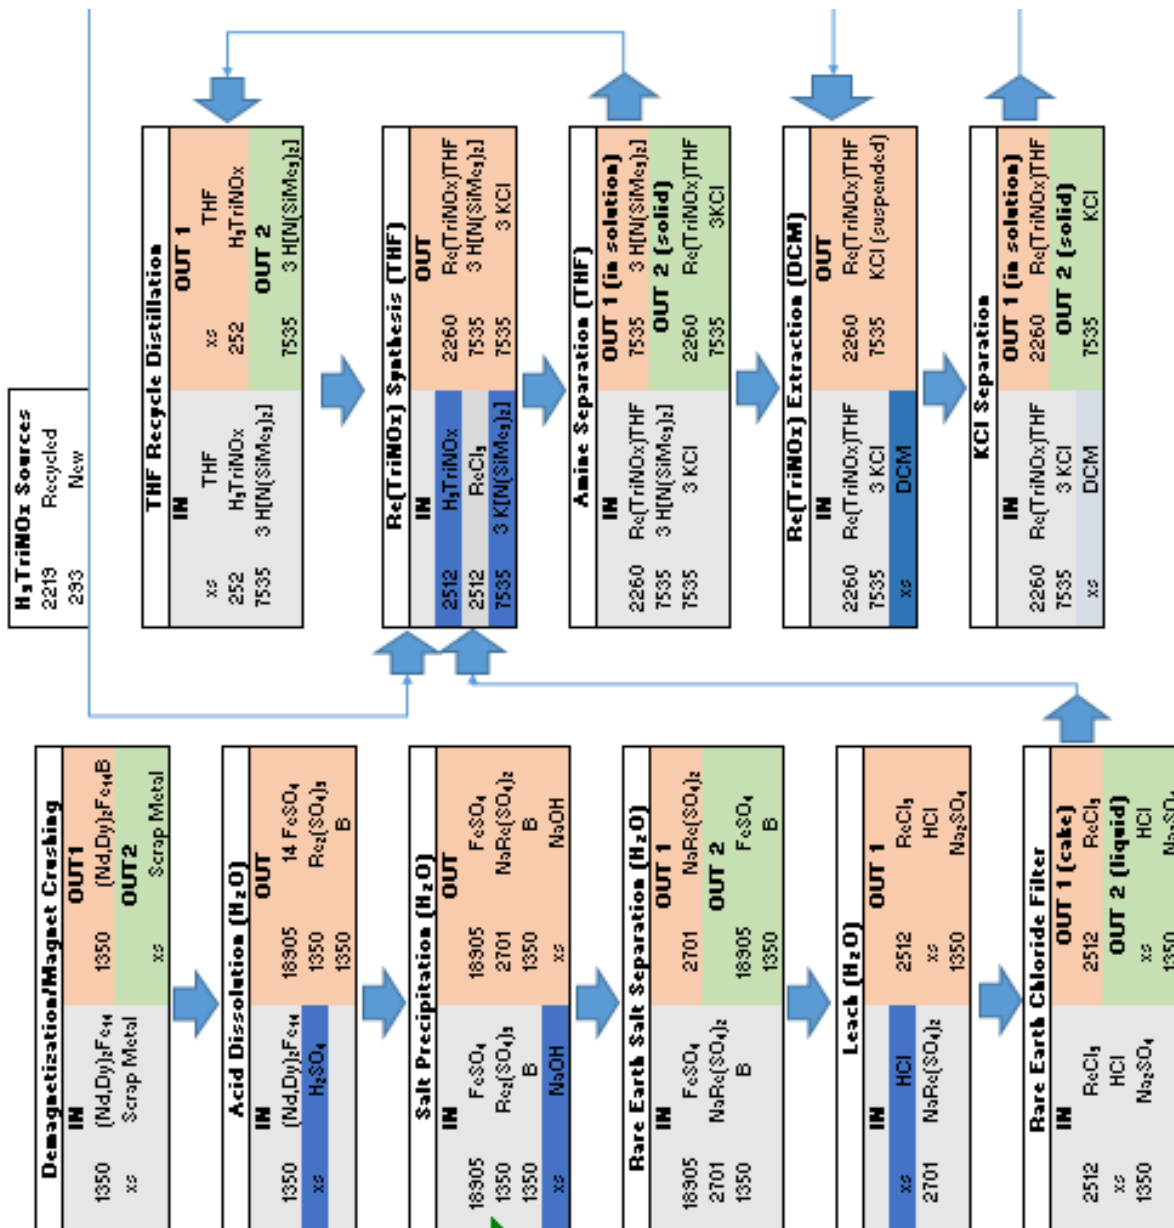 Demagnetization/Magnet Crushing
IN OUT1
1350 (Nd,Dy)₂Fe₁₄ 1350 (Nd,Dy)₂Fe₁₄B
xs Scrap Metal OUT2
xs Scrap Metal
Acid Dissolution (H₂O)
IN OUT
1350 (Nd,Dy)₂Fe₁₄ 18905 14 FeSO₄
xs H₂SO₄ 1350 Re₂(SO₄)₃
1350 B
Salt Precipitation (H₂O)
IN OUT
18905 FeSO₄ 18905 FeSO₄
1350 Re₂(SO₄)₃ 2701 NaRe(SO₄)₂
1350 B 1350 B
xs NaOH xs NaOH
Rare Earth Salt Separation (H₂O)
IN OUT 1
18905 FeSO₄ 2701 NaRe(SO₄)₂
2701 NaRe(SO₄)₂ OUT 2
1350 B 18905 FeSO₄
1350 B
Leach (H₂O)
IN OUT 1
xs HCl 2512 ReCl₃
2701 NaRe(SO₄)₂ xs HCl
1350 Na₂SO₄
Rare Earth Chloride Filter
IN OUT 1 (cake)
2512 ReCl₃ 2512 ReCl₃
xs HCl OUT 2 (liquid)
1350 Na₂SO₄ xs HCl
1350 Na₂SO₄
H₃TriNOx Sources
2219 Recycled
293 New
THF Recycle Distillation
IN OUT 1
xs THF xs THF
252 H₃TriNOx 252 H₃TriNOx
7535 3 H[N(SiMe₃)₂] OUT 2
7535 3 H[N(SiMe₃)₂]
Re(TriNOx) Synthesis (THF)
IN OUT
2512 H₃TriNOx 2260 Re(TriNOx)THF
2512 ReCl₃ 7535 3 H[N(SiMe₃)₂]
7535 3 K[N(SiMe₃)₂] 7535 3 KCl
Amine Separation (THF)
IN OUT 1 (in solution)
2260 Re(TriNOx)THF 7535 3 H[N(SiMe₃)₂]
7535 3 H[N(SiMe₃)₂] OUT 2 (solid)
7535 3 KCl 2260 Re(TriNOx)THF
7535 3KCl
Re(TriNOx) Extraction (DCM)
IN OUT
2260 Re(TriNOx)THF 2260 Re(TriNOx)THF
7535 3 KCl 7535 KCl (suspended)
xs DCM
KCl Separation
IN OUT 1 (in solution)
2260 Re(TriNOx)THF 2260 Re(TriNOx)THF
7535 3 KCl OUT 2 (solid)
xs DCM 7535 KCl